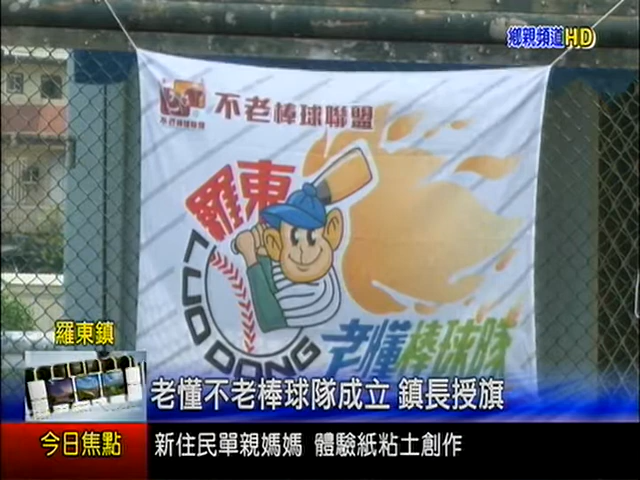 鄉親頻道HD
不老棒球聯盟
羅東
LUODONG
老懂棒球隊
羅東鎮
老懂不老棒球隊成立 鎮長授旗
今日焦點
新住民單親媽媽 體驗紙粘土創作